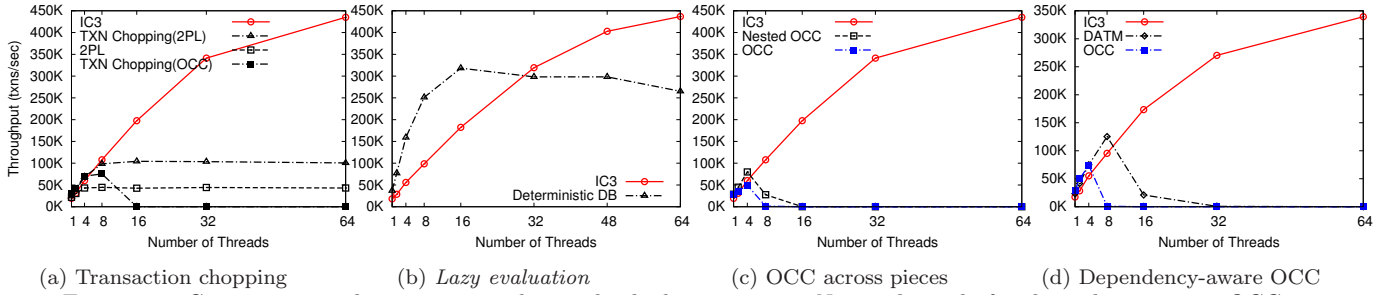 Throughput (txns/sec)
450K
400K
350K
300K
250K
200K
150K
100K
50K
0K
IC3
TXN Chopping(2PL)
2PL
TXN Chopping(OCC)
1 4 8 16 32 64
Number of Threads
(a) Transaction chopping
450K
400K
350K
300K
250K
200K
150K
100K
50K
0K
IC3
Deterministic DB
1 4 8 16 32 48 64
Number of Threads
(b) Lazy evaluation
450K
400K
350K
300K
250K
200K
150K
100K
50K
0K
IC3
Nested OCC
OCC
1 4 8 16 32 64
Number of Threads
(c) OCC across pieces
350K
300K
250K
200K
150K
100K
50K
0K
IC3
DATM
OCC
1 4 8 16 32 64
Number of Threads
(d) Dependency-aware OCC